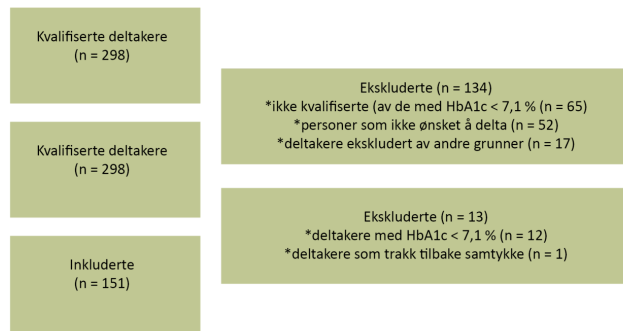 Kvalifiserte deltakere
(n = 298)
Ekskluderte (n = 134)
*ikke kvalifiserte (av de med HbA1c < 7,1 % (n = 65)
*personer som ikke ønsket å delta (n = 52)
*deltakere ekskludert av andre grunner (n = 17)
Kvalifiserte deltakere
(n = 298)
Ekskluderte (n = 13)
*deltakere med HbA1c < 7,1 % (n = 12)
*deltakere som trakk tilbake samtykke (n = 1)
Inkluderte
(n = 151)